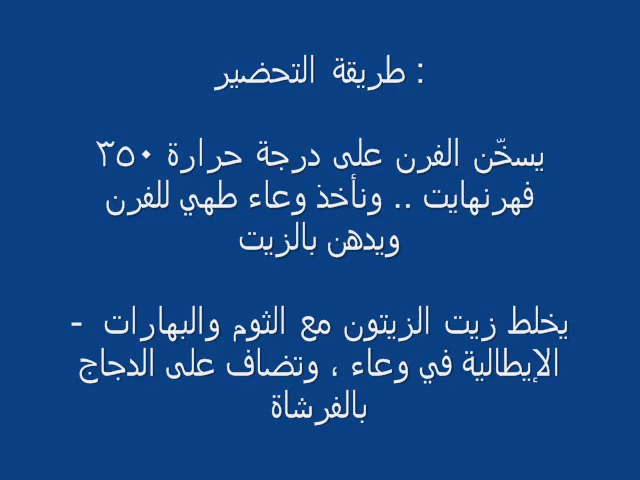 طريقة التحضير :
يسخّن الفرن على درجة حرارة ٣٥٠
فهرنهايت .. ونأخذ وعاء طهي للفرن
ويدهن بالزيت
يخلط زيت الزيتون مع الثوم والبهارات -
الإيطالية في وعاء ، وتضاف على الدجاج
بالفرشاة